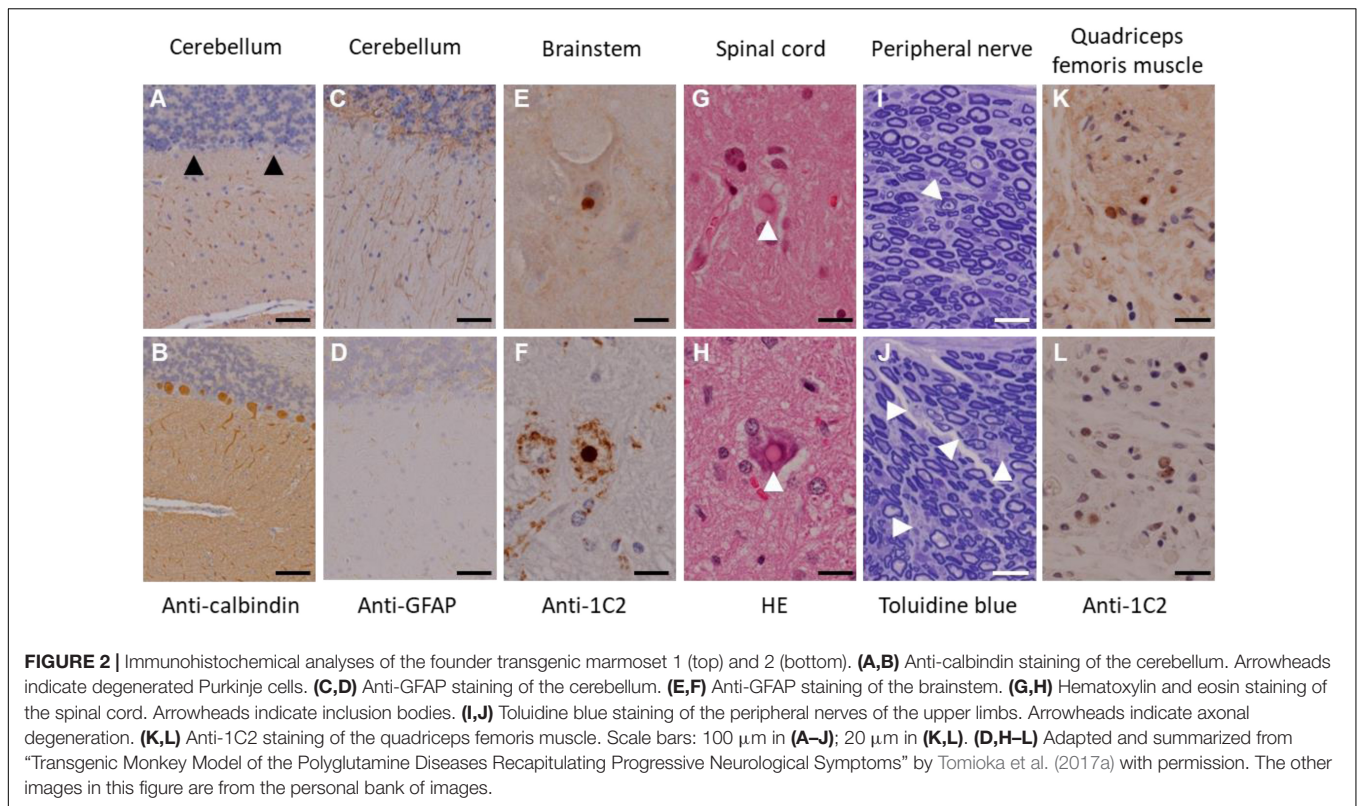 Cerebellum Cerebellum Brainstem Spinal cord Peripheral nerve Quadriceps
femoris muscle
A C E G I K
B D F H J L
Anti-calbindin Anti-GFAP Anti-1C2 HE Toluidine blue Anti-1C2
FIGURE 2 | Immunohistochemical analyses of the founder transgenic marmoset 1 (top) and 2 (bottom). (A,B) Anti-calbindin staining of the cerebellum. Arrowheads
indicate degenerated Purkinje cells. (C,D) Anti-GFAP staining of the cerebellum. (E,F) Anti-GFAP staining of the brainstem. (G,H) Hematoxylin and eosin staining of
the spinal cord. Arrowheads indicate inclusion bodies. (I,J) Toluidine blue staining of the peripheral nerves of the upper limbs. Arrowheads indicate axonal
degeneration. (K,L) Anti-1C2 staining of the quadriceps femoris muscle. Scale bars: 100 μm in (A–J); 20 μm in (K,L). (D,H–L) Adapted and summarized from
“Transgenic Monkey Model of the Polyglutamine Diseases Recapitulating Progressive Neurological Symptoms” by Tomioka et al. (2017a) with permission. The other
images in this figure are from the personal bank of images.